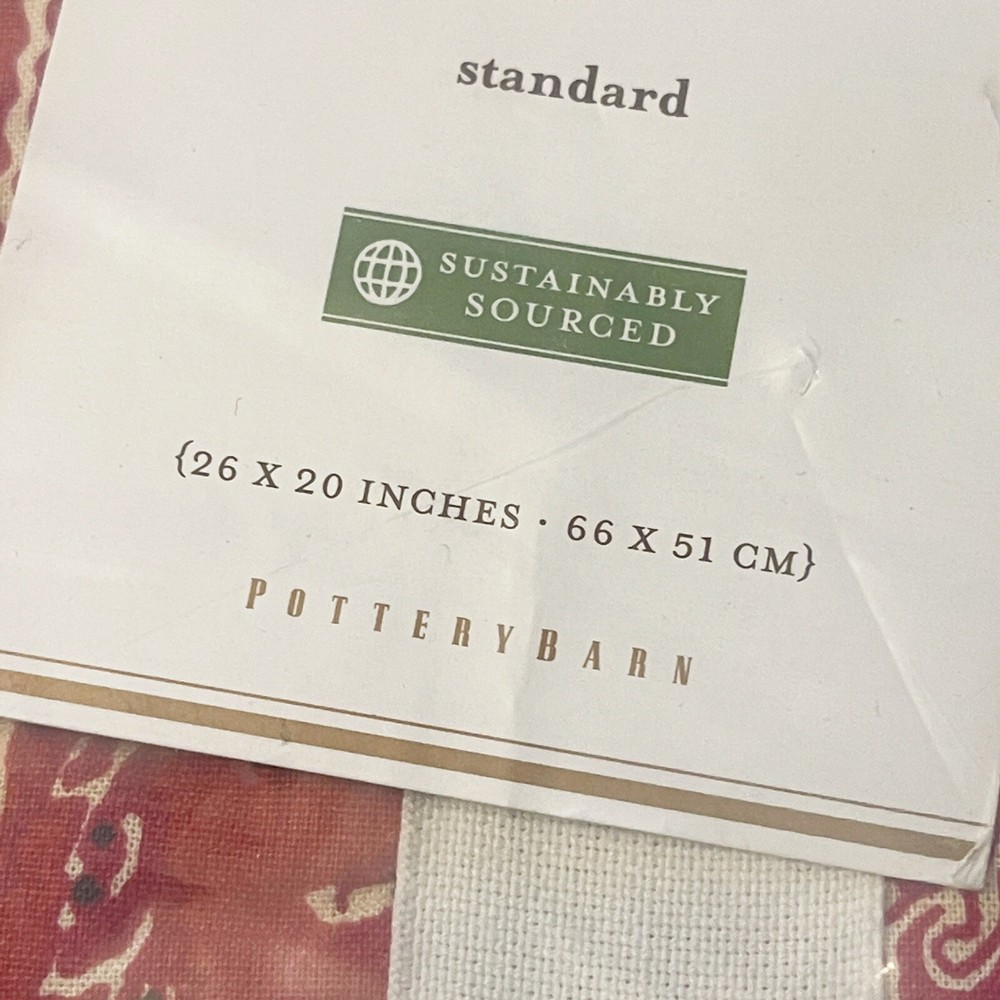 standard
SUSTAINABLY
SOURCED
{26 X 20 INCHES · 66 X 51 CM}
POTTERYBARN